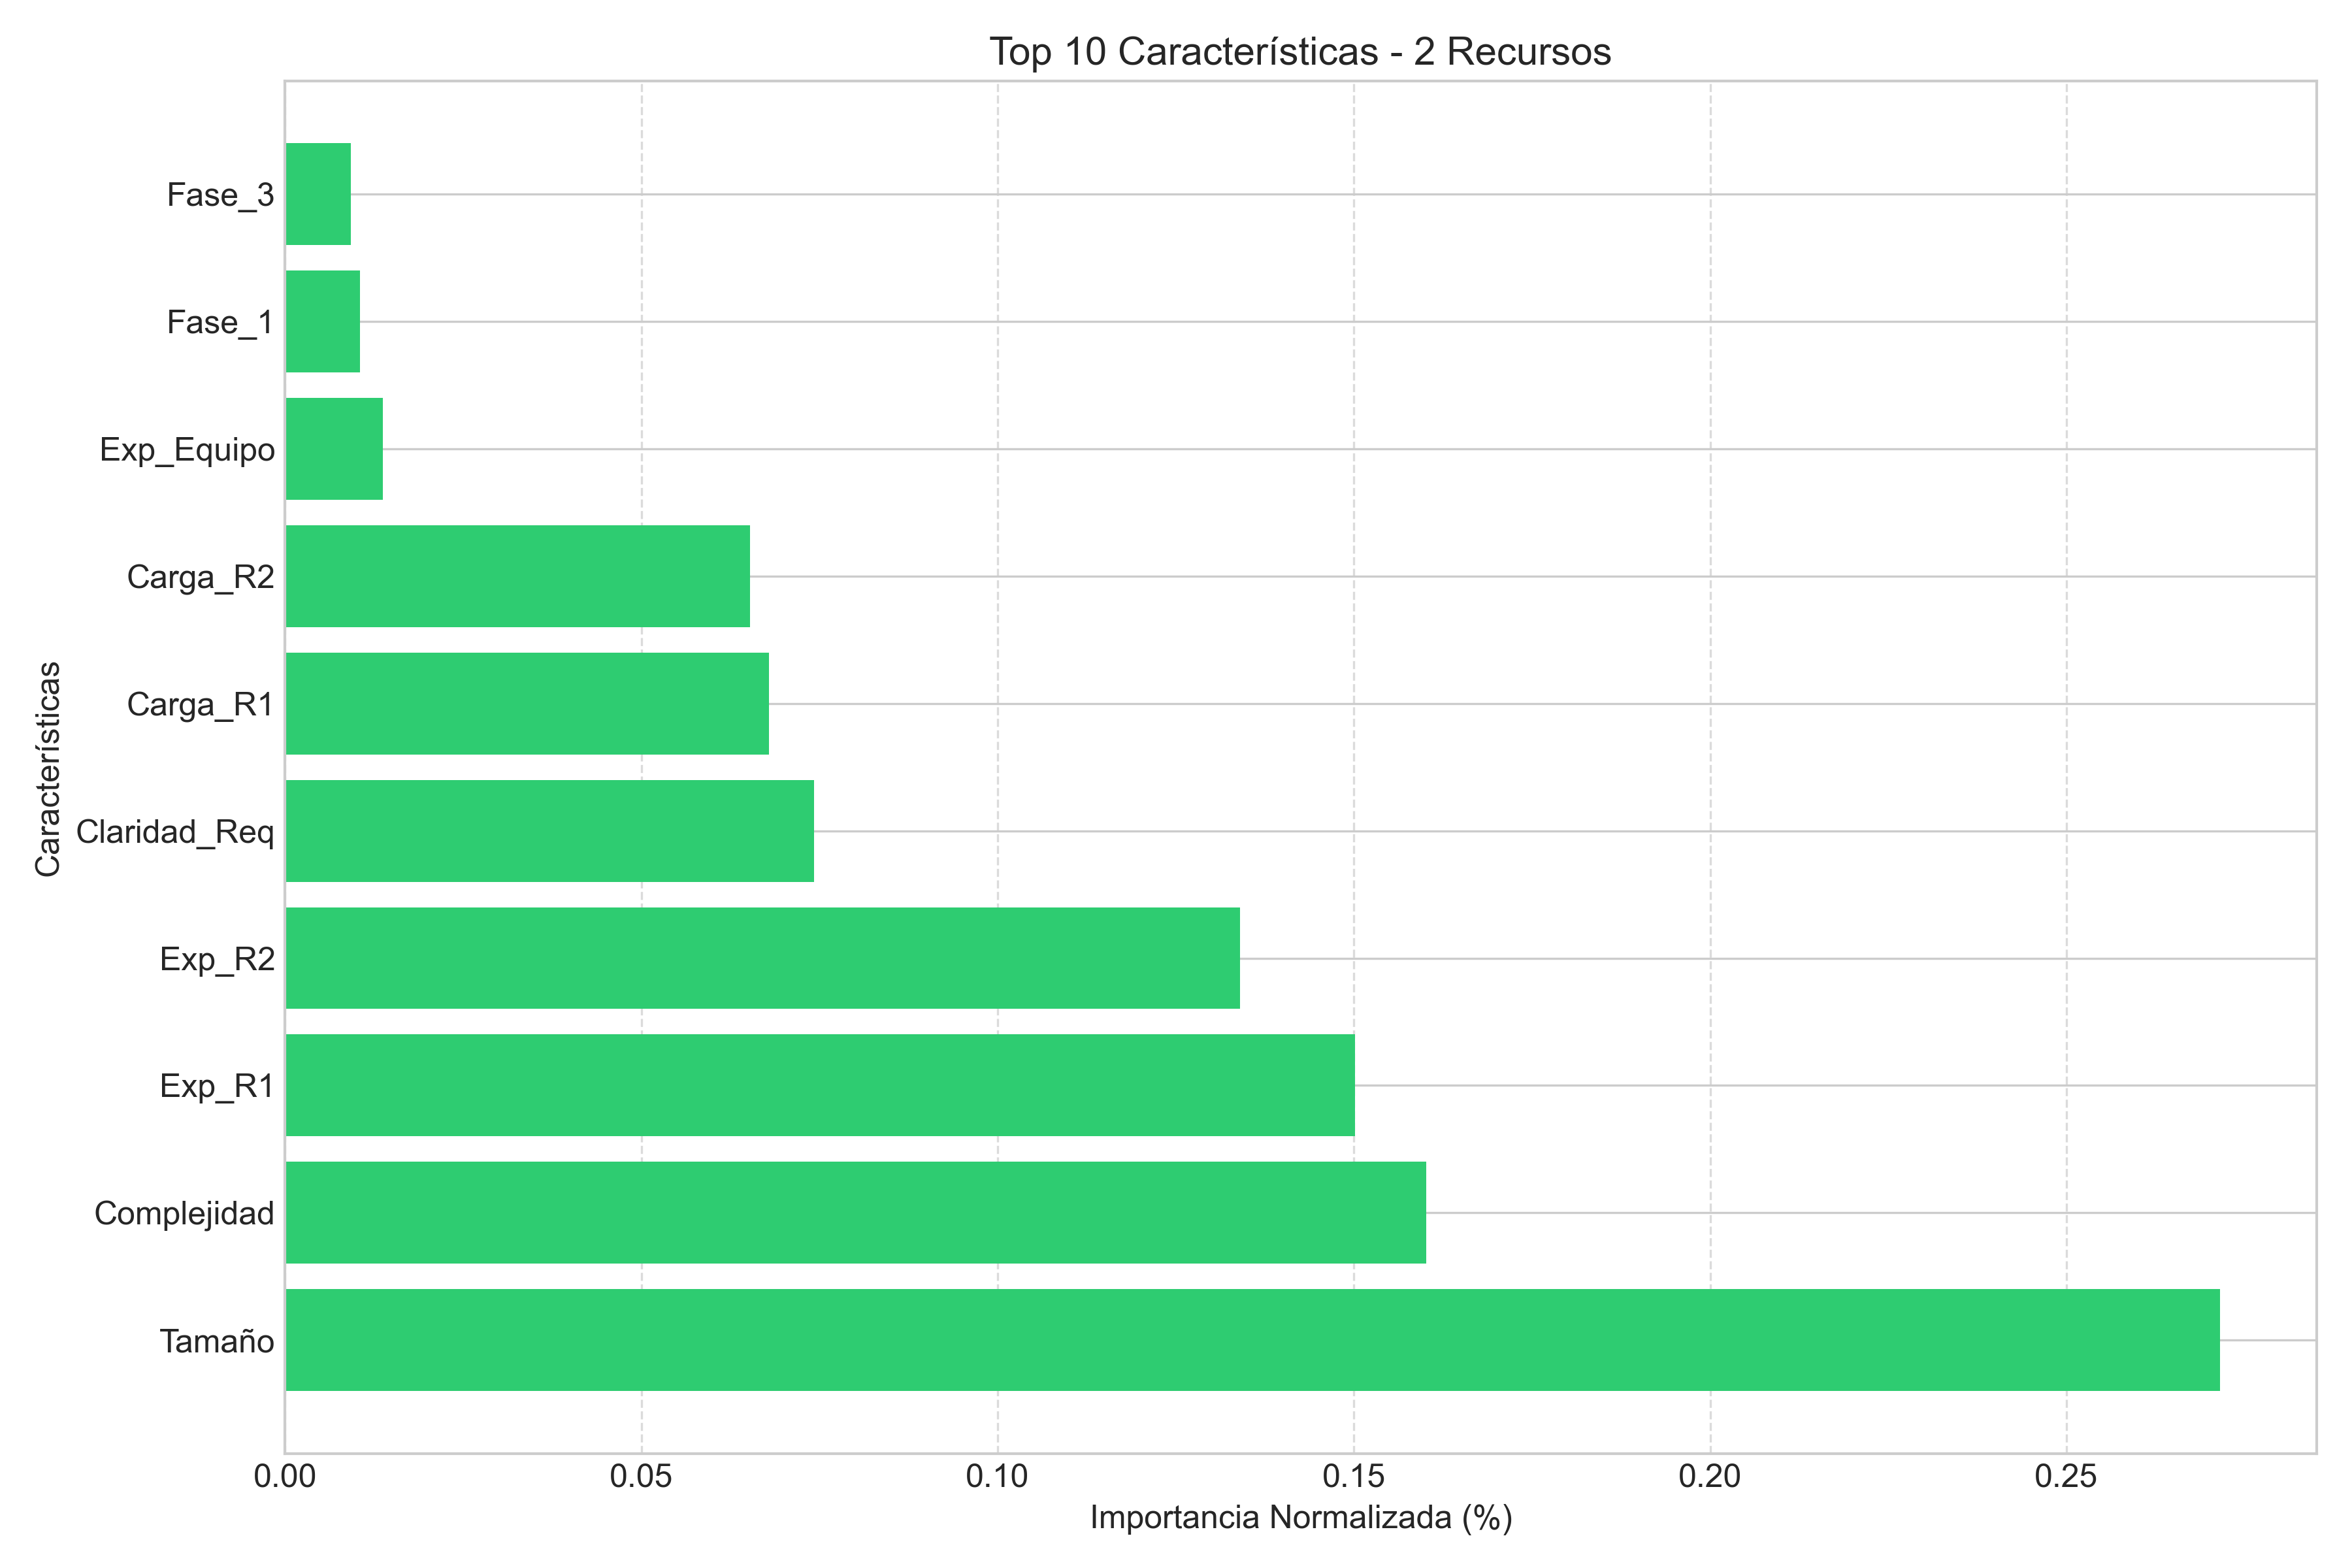 Top 10 Características - 2 Recursos
Fase_3
Fase_1
Exp_Equipo
Carga_R2
Carga_R1
Claridad_Req
Exp_R2
Exp_R1
Complejidad
Tamaño
Características
0.00 0.05 0.10 0.15 0.20 0.25
Importancia Normalizada (%)